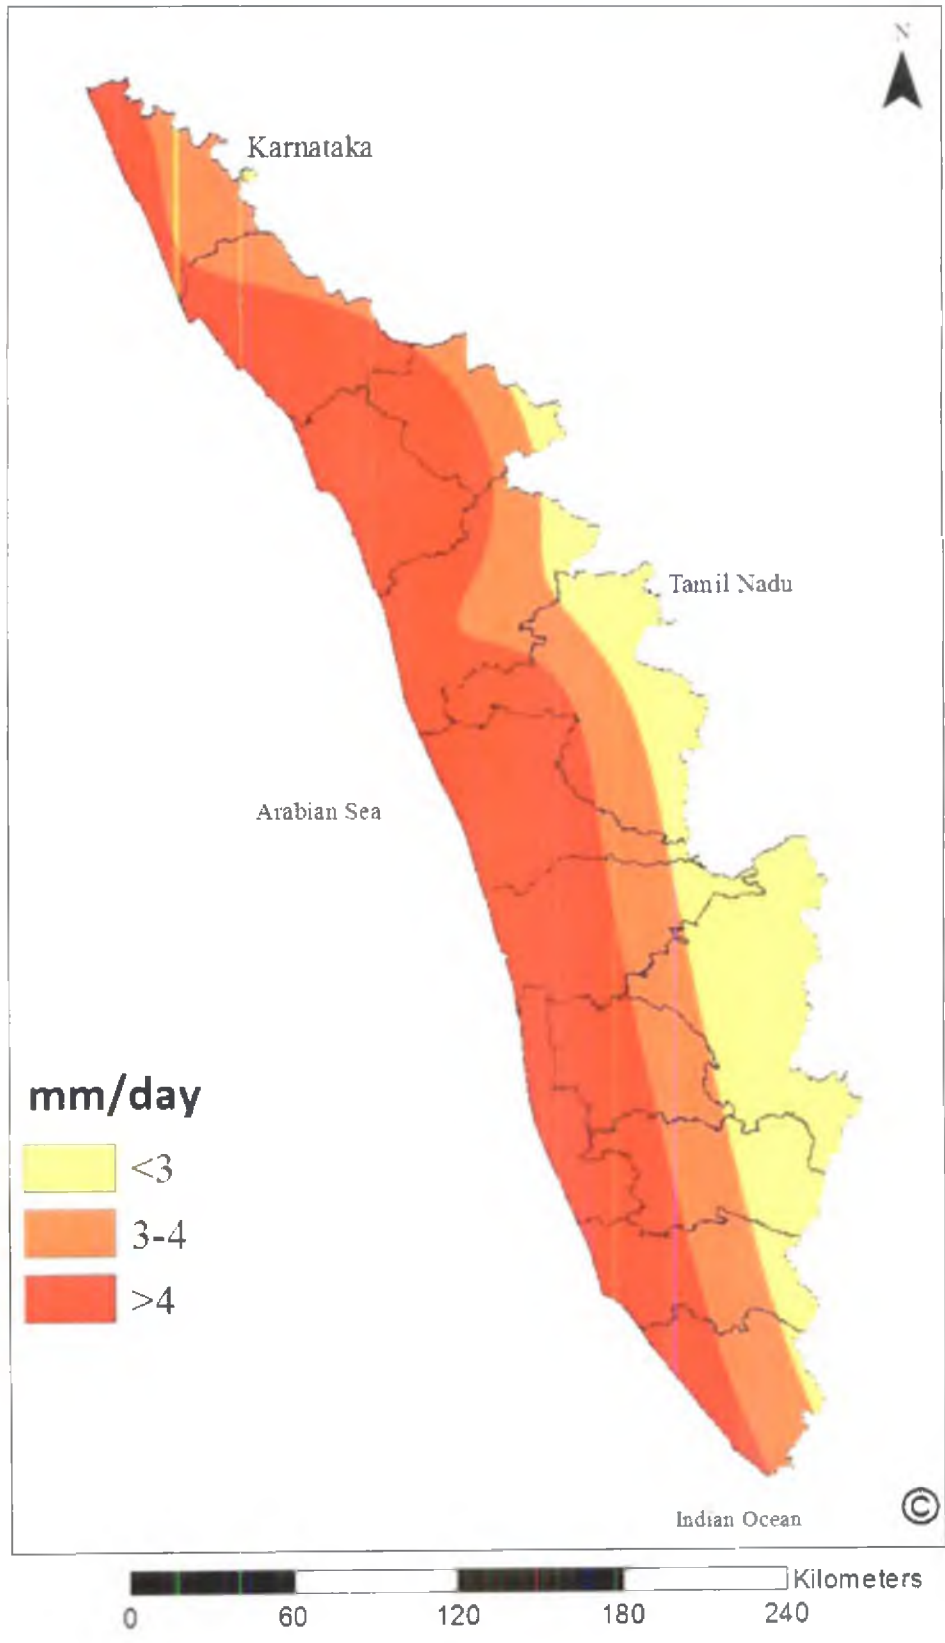 N
Karnataka
Tamil Nadu
Arabian Sea
mm/day
<3
3-4
>4
Indian Ocean
©
Kilometers
0 60 120 180 240